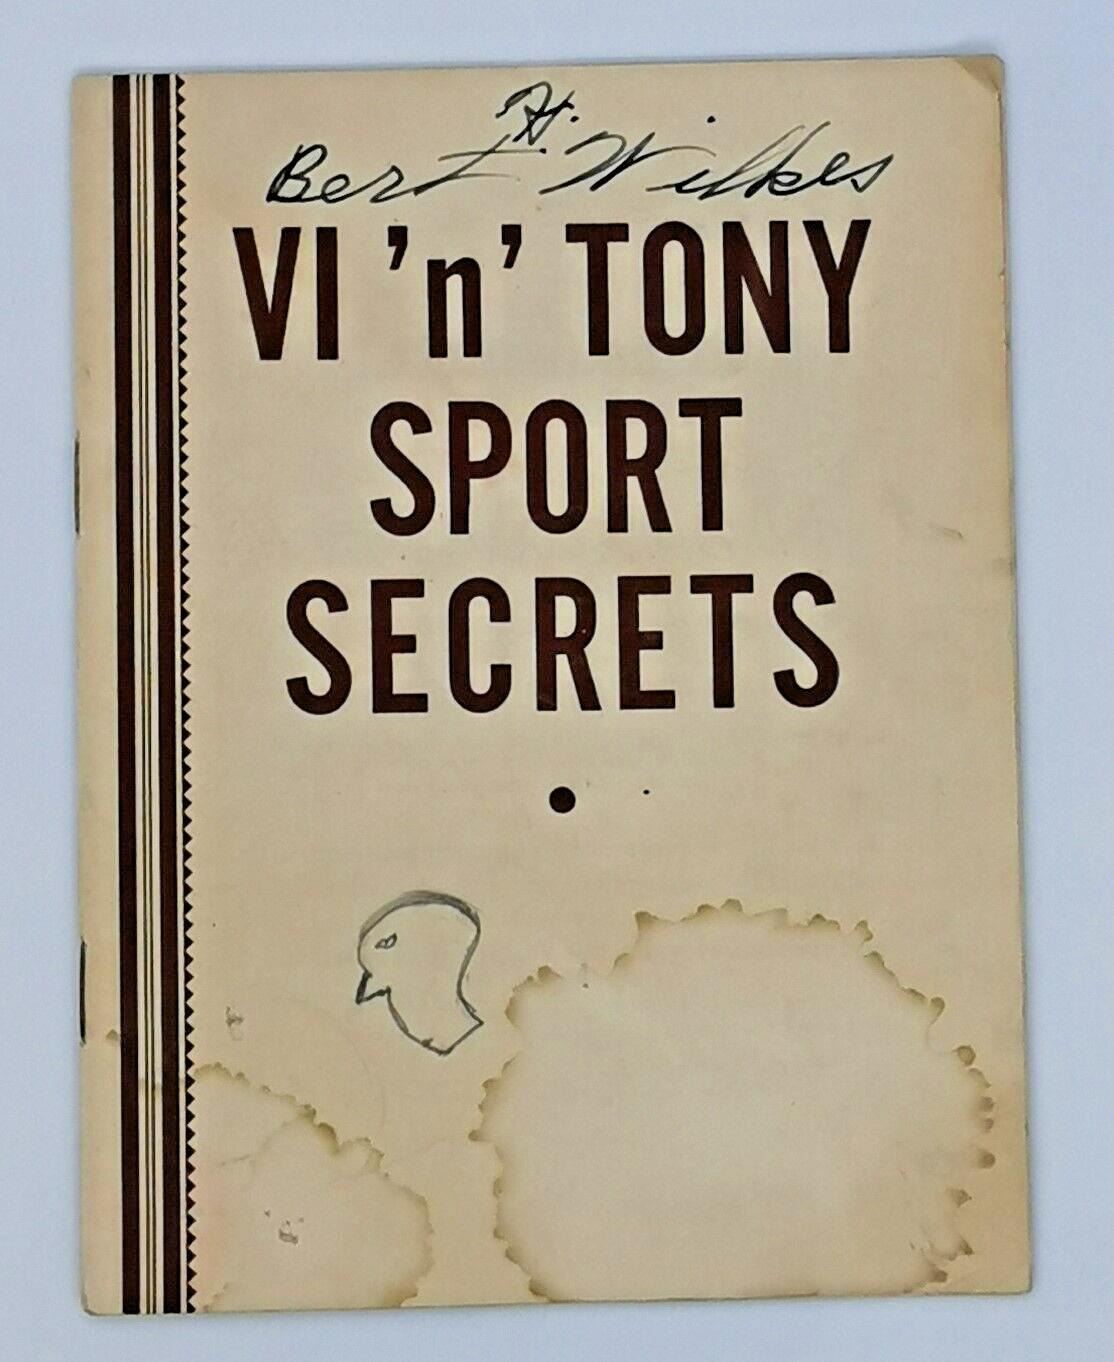 Bert H. Wilkes
VI 'n' TONY
SPORT
SECRETS